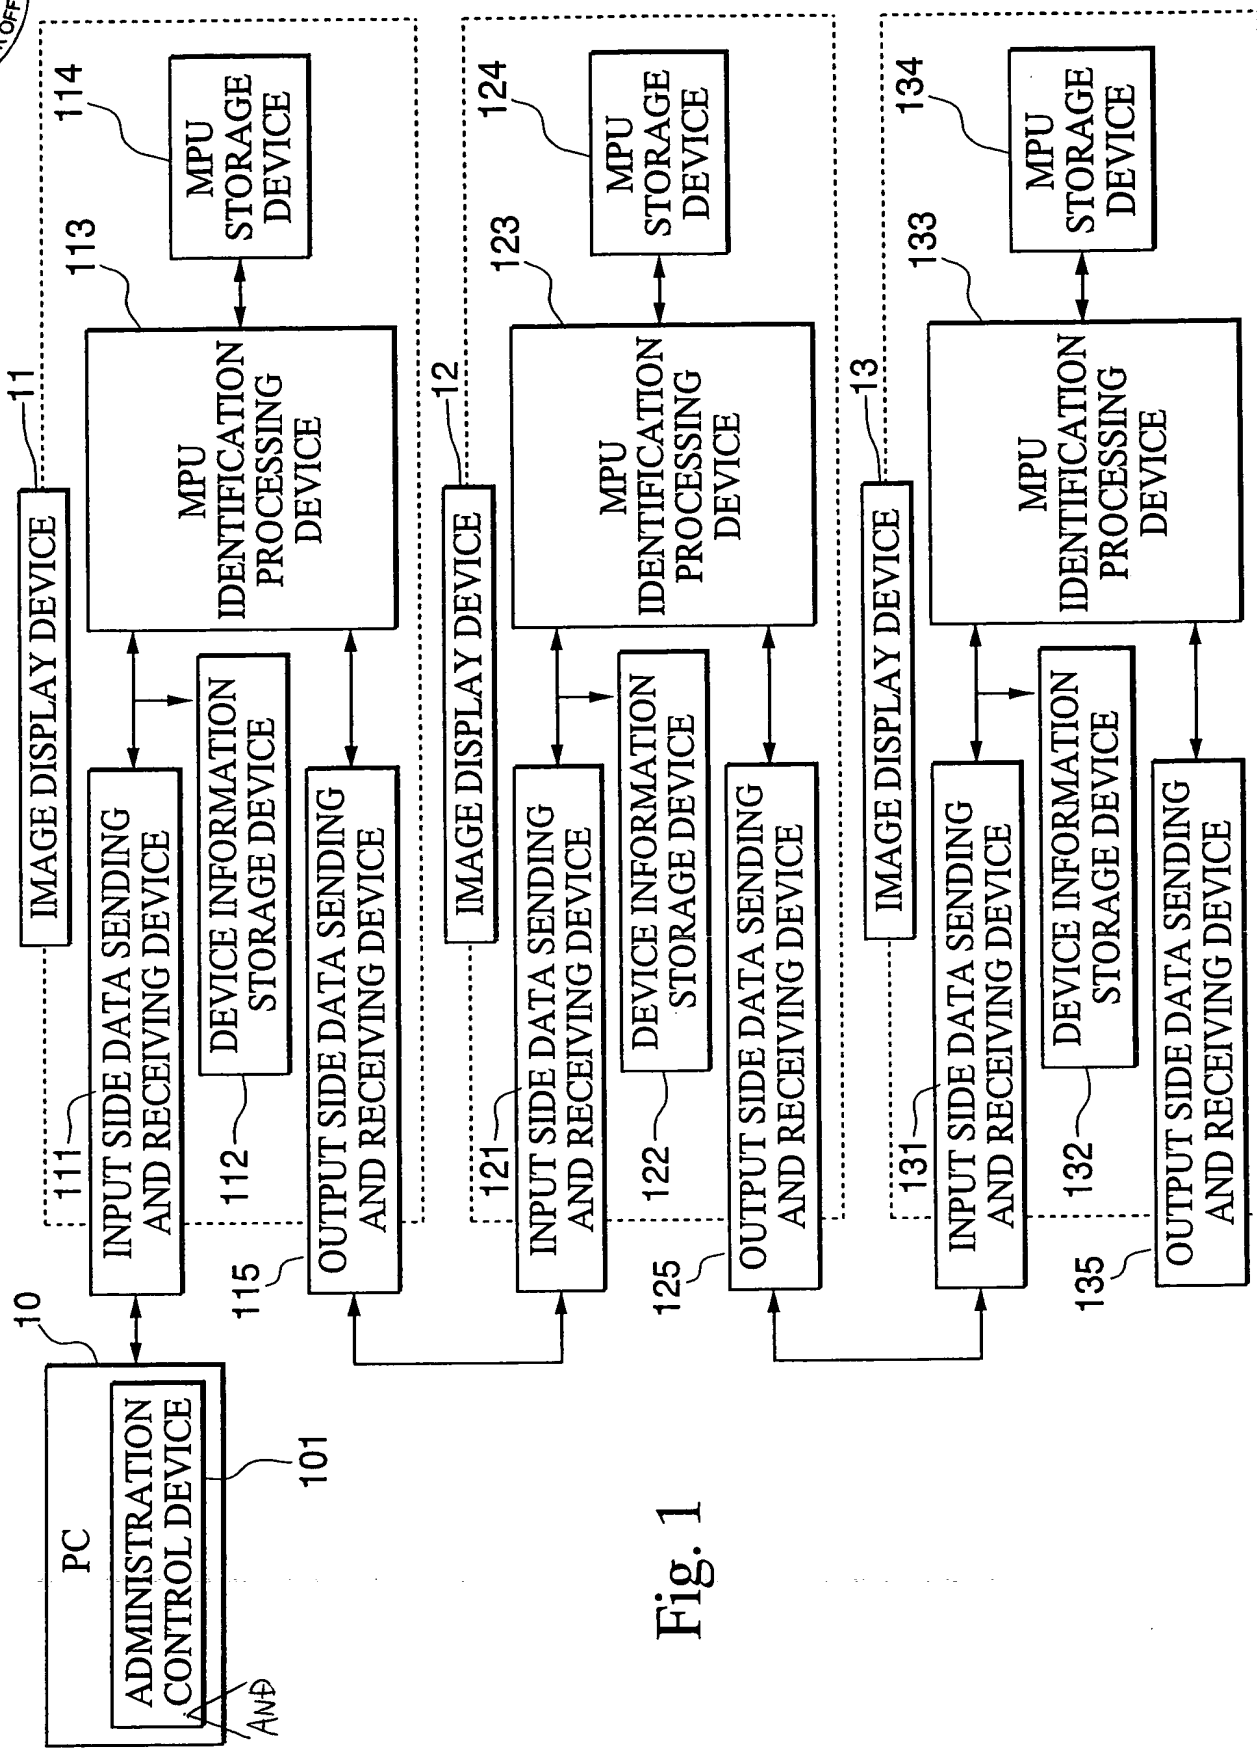 PC
ADMINISTRATION
CONTROL DEVICE
AND
101
10
IMAGE DISPLAY DEVICE
11
INPUT SIDE DATA SENDING
AND RECEIVING DEVICE
111
DEVICE INFORMATION
STORAGE DEVICE
112
OUTPUT SIDE DATA SENDING
AND RECEIVING DEVICE
115
MPU
IDENTIFICATION
PROCESSING
DEVICE
113
MPU
STORAGE
DEVICE
114
IMAGE DISPLAY DEVICE
12
INPUT SIDE DATA SENDING
AND RECEIVING DEVICE
121
DEVICE INFORMATION
STORAGE DEVICE
122
OUTPUT SIDE DATA SENDING
AND RECEIVING DEVICE
125
MPU
IDENTIFICATION
PROCESSING
DEVICE
123
MPU
STORAGE
DEVICE
124
IMAGE DISPLAY DEVICE
13
INPUT SIDE DATA SENDING
AND RECEIVING DEVICE
131
DEVICE INFORMATION
STORAGE DEVICE
132
OUTPUT SIDE DATA SENDING
AND RECEIVING DEVICE
135
MPU
IDENTIFICATION
PROCESSING
DEVICE
133
MPU
STORAGE
DEVICE
134
Fig. 1